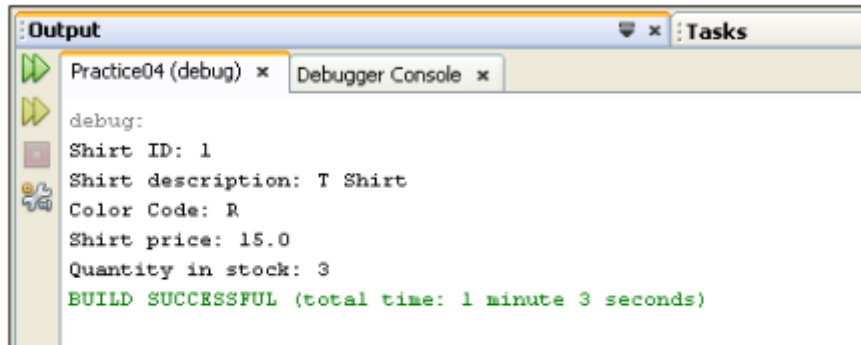 Output
Tasks
Practice04 (debug)
Debugger Console
debug:
Shirt ID: 1
Shirt description: T Shirt
Color Code: R
Shirt price: 15.0
Quantity in stock: 3
BUILD SUCCESSFUL (total time: 1 minute 3 seconds)